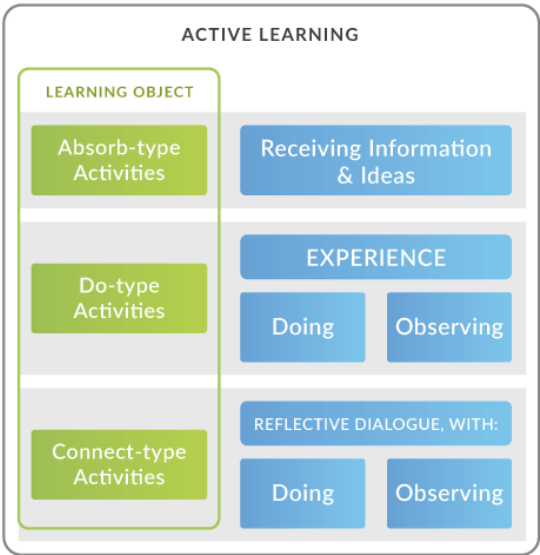 ACTIVE LEARNING
LEARNING OBJECT
Absorb-type
Activities
Receiving Information
& Ideas
Do-type
Activities
EXPERIENCE
Doing
Observing
Connect-type
Activities
REFLECTIVE DIALOGUE, WITH:
Doing
Observing